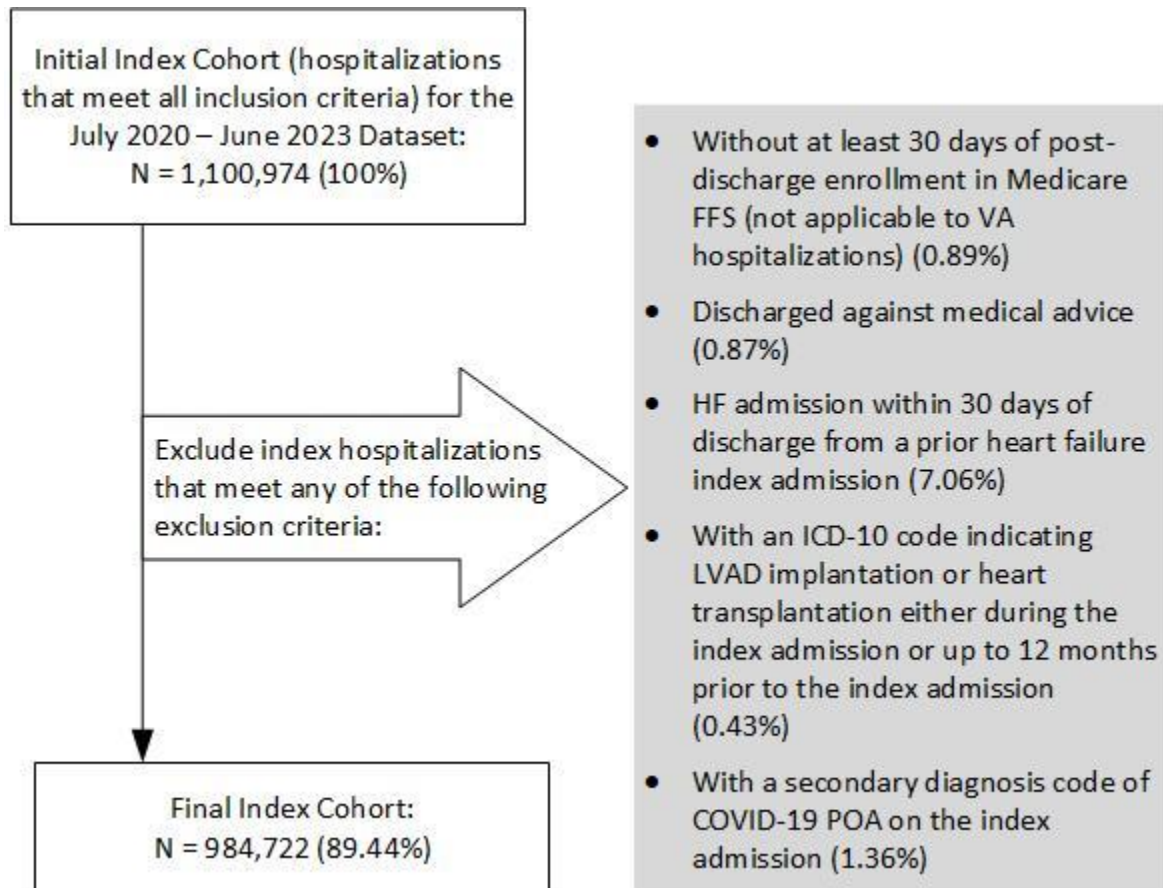 Initial Index Cohort (hospitalizations
that meet all inclusion criteria) for the
July 2020 – June 2023 Dataset:
N = 1,100,974 (100%)
Exclude index hospitalizations
that meet any of the following
exclusion criteria:
• Without at least 30 days of post-
discharge enrollment in Medicare
FFS (not applicable to VA
hospitalizations) (0.89%)
• Discharged against medical advice
(0.87%)
• HF admission within 30 days of
discharge from a prior heart failure
index admission (7.06%)
• With an ICD-10 code indicating
LVAD implantation or heart
transplantation either during the
index admission or up to 12 months
prior to the index admission
(0.43%)
• With a secondary diagnosis code of
COVID-19 POA on the index
admission (1.36%)
Final Index Cohort:
N = 984,722 (89.44%)